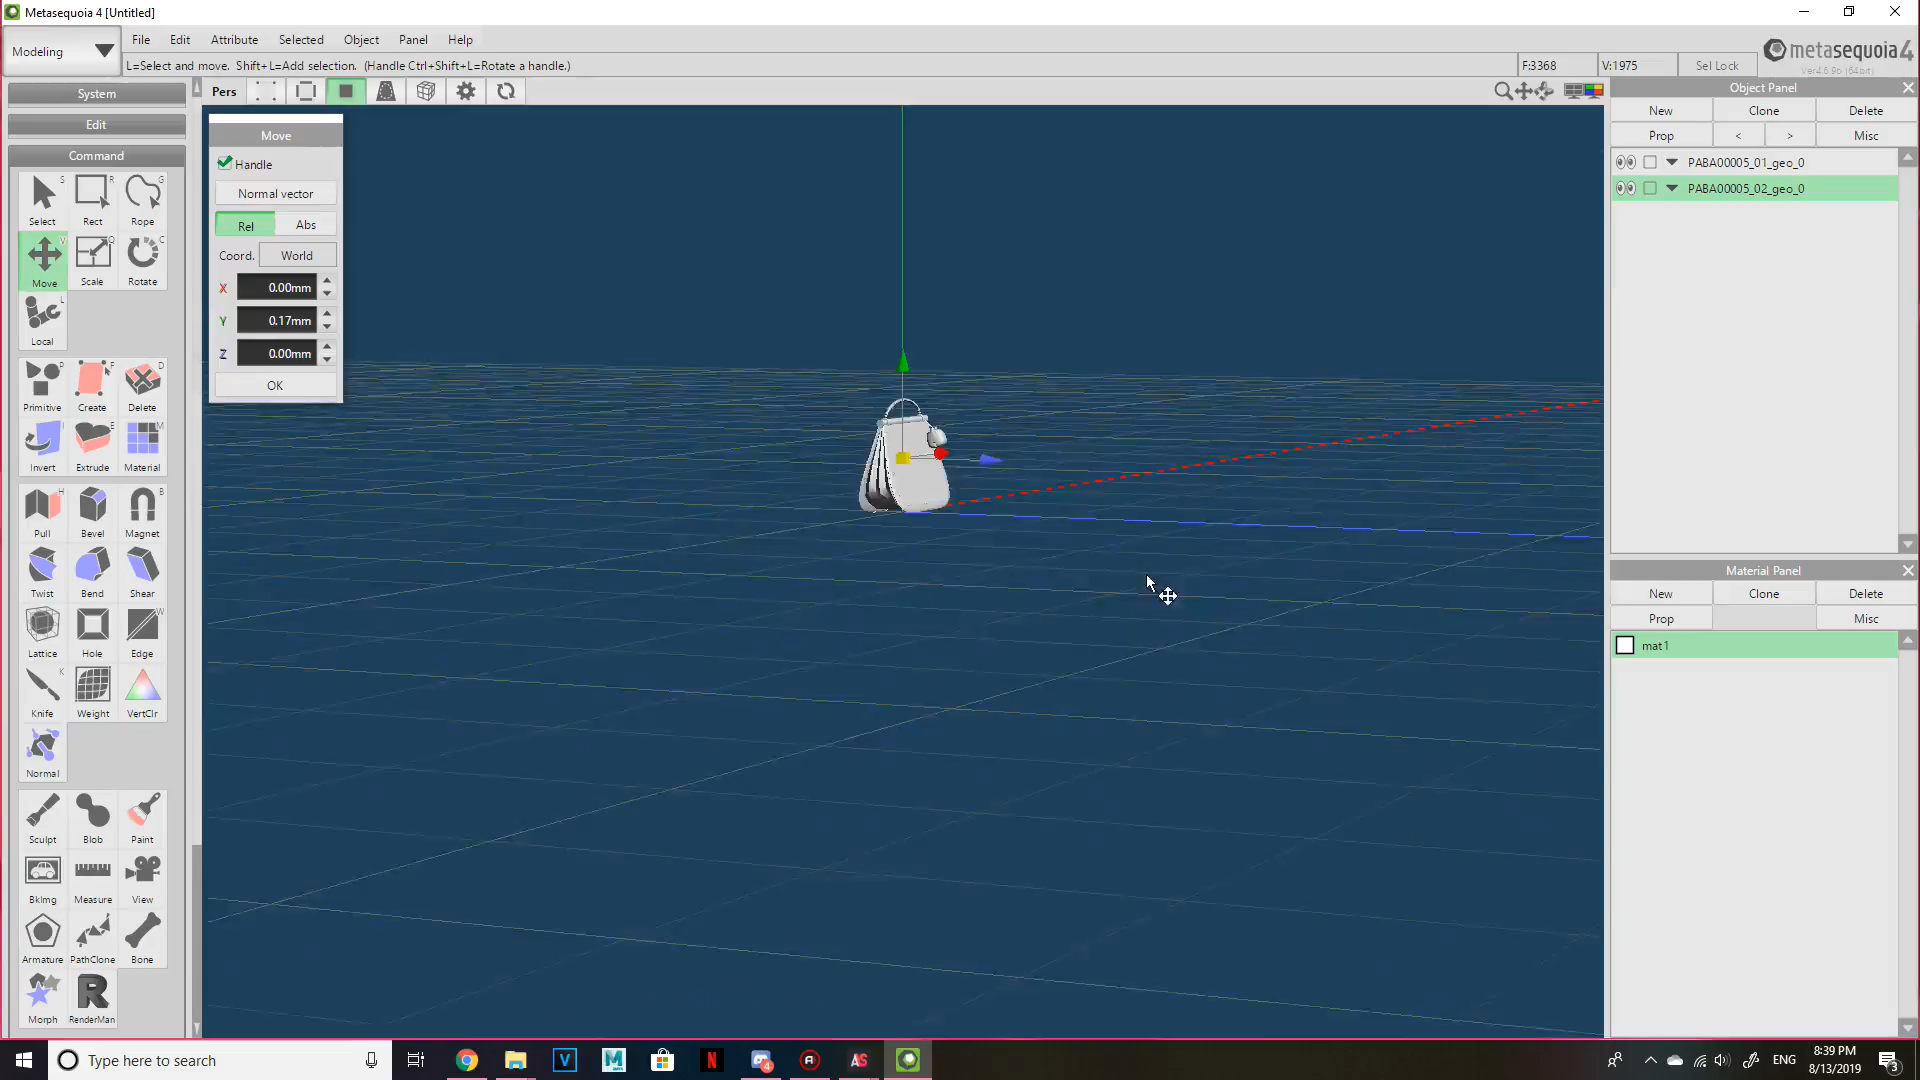 Metasequoia 4 [Untitled]
Modeling
File Edit Attribute Selected Object Panel Help
L=Select and move. Shift+L=Add selection. (Handle Ctrl+Shift+L=Rotate a handle.)
F:3368 V:1975 Sel Lock
metasequoia 4
Pers
System
Edit
Command
Select S Rect R Rope G
Move V Scale Q Rotate C
Local L
Primitive P Create F Delete D
Invert I Extrude E Material M
Pull H Bevel Magnet B
Twist Bend Shear
Lattice Hole Edge W
Knife K Weight VertClr
Normal
Sculpt Blob Paint
BkImg Measure View
Armature PathClone Bone
Morph RenderMan
Move
Handle
Normal vector
Rel Abs
Coord. World
X 0.00mm
Y 0.17mm
Z 0.00mm
OK
Object Panel
New Clone Delete
Prop < > Misc
PABA00005_01_geo_0
PABA00005_02_geo_0
Material Panel
New Clone Delete
Prop Misc
mat1
Type here to search
V
M
N
4
AS
ENG
8:39 PM
8/13/2019
3